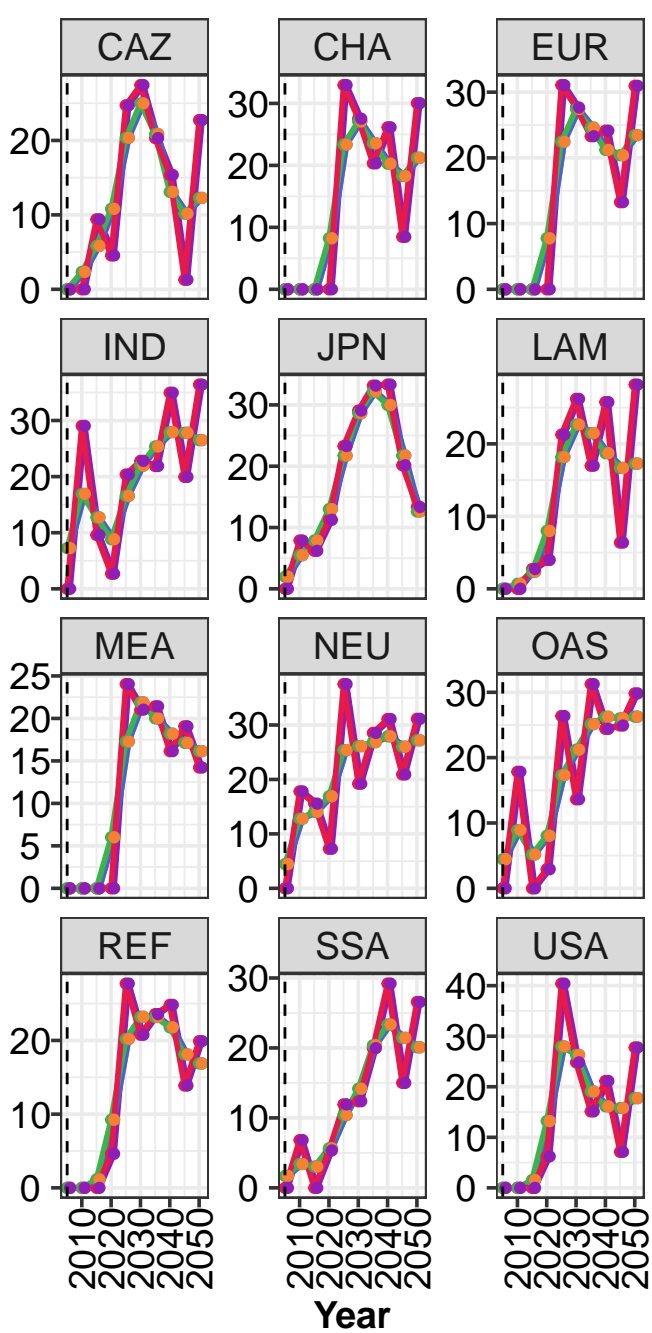 CAZ CHA EUR
20 30 30
10 20 20
0 10 10
0 0
IND JPN LAM
30 30 20
20 20 10
10 10 0
0 0
MEA NEU OAS
25 30 30
20 20 20
15 10 10
10 0 0
5
0
REF SSA USA
20 30 40
10 20 30
0 10 20
0 10
0
2010 2020 2030 2040 2050 2010 2020 2030 2040 2050 2010 2020 2030 2040 2050
Year